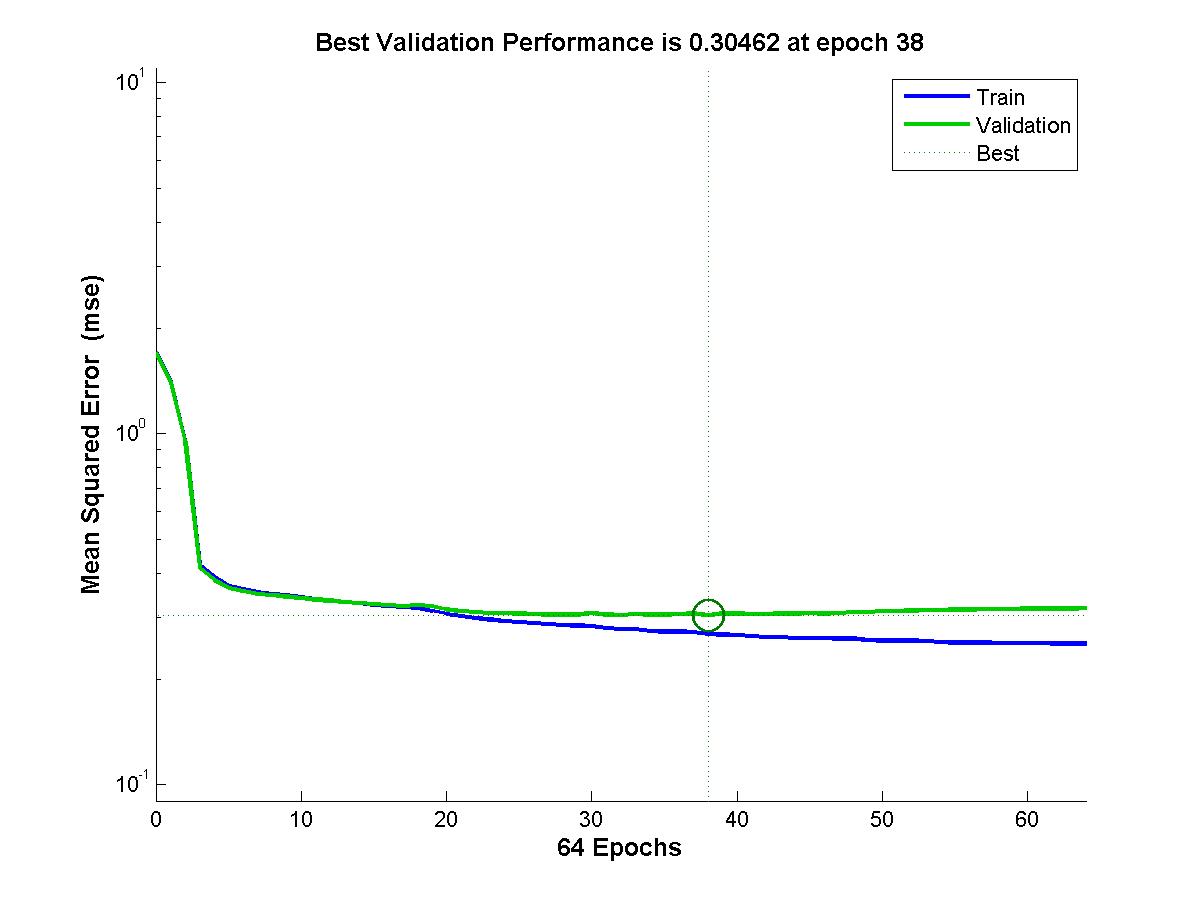 Best Validation Performance is 0.30462 at epoch 38
Train
Validation
Best
Mean Squared Error (mse)
10^1
10^0
10^-1
0 10 20 30 40 50 60
64 Epochs